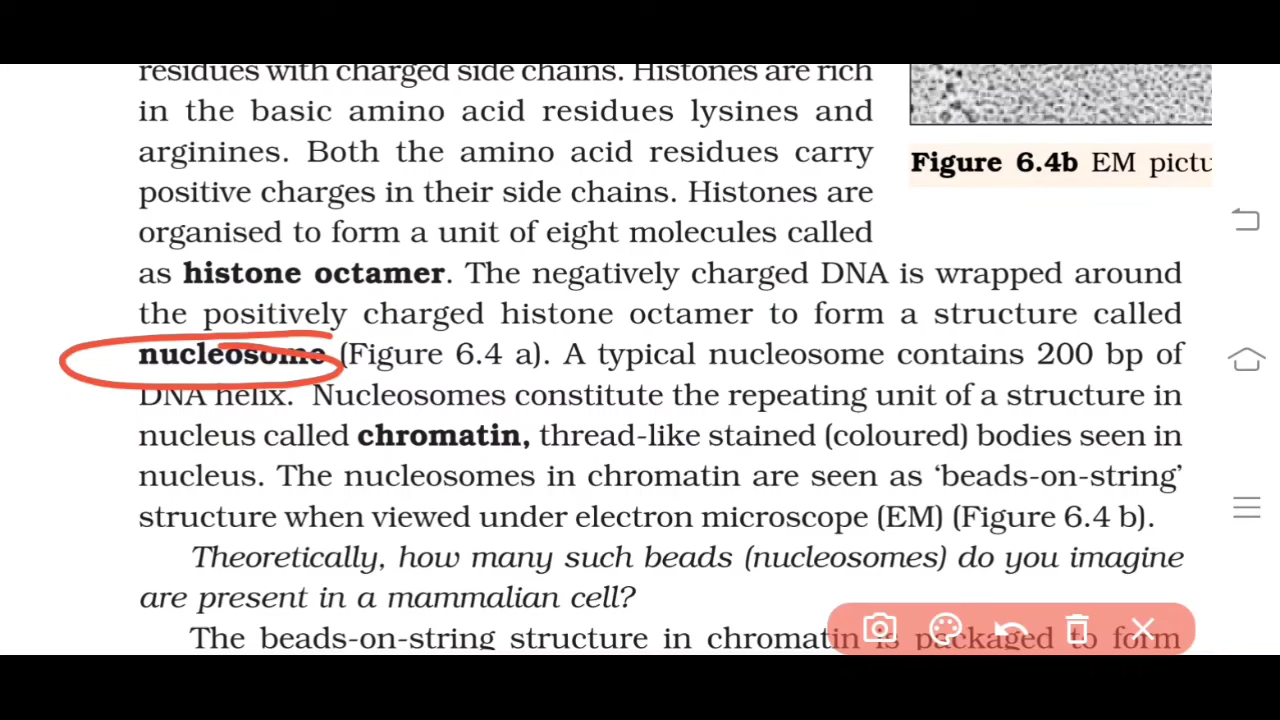 residues with charged side chains. Histones are rich
in the basic amino acid residues lysines and
arginines. Both the amino acid residues carry
positive charges in their side chains. Histones are
organised to form a unit of eight molecules called
as histone octamer. The negatively charged DNA is wrapped around
the positively charged histone octamer to form a structure called
nucleosome (Figure 6.4 a). A typical nucleosome contains 200 bp of
DNA helix. Nucleosomes constitute the repeating unit of a structure in
nucleus called chromatin, thread-like stained (coloured) bodies seen in
nucleus. The nucleosomes in chromatin are seen as ‘beads-on-string’
structure when viewed under electron microscope (EM) (Figure 6.4 b).
Theoretically, how many such beads (nucleosomes) do you imagine
are present in a mammalian cell?
The beads-on-string structure in chromatin is packaged to form
Figure 6.4b EM pictu